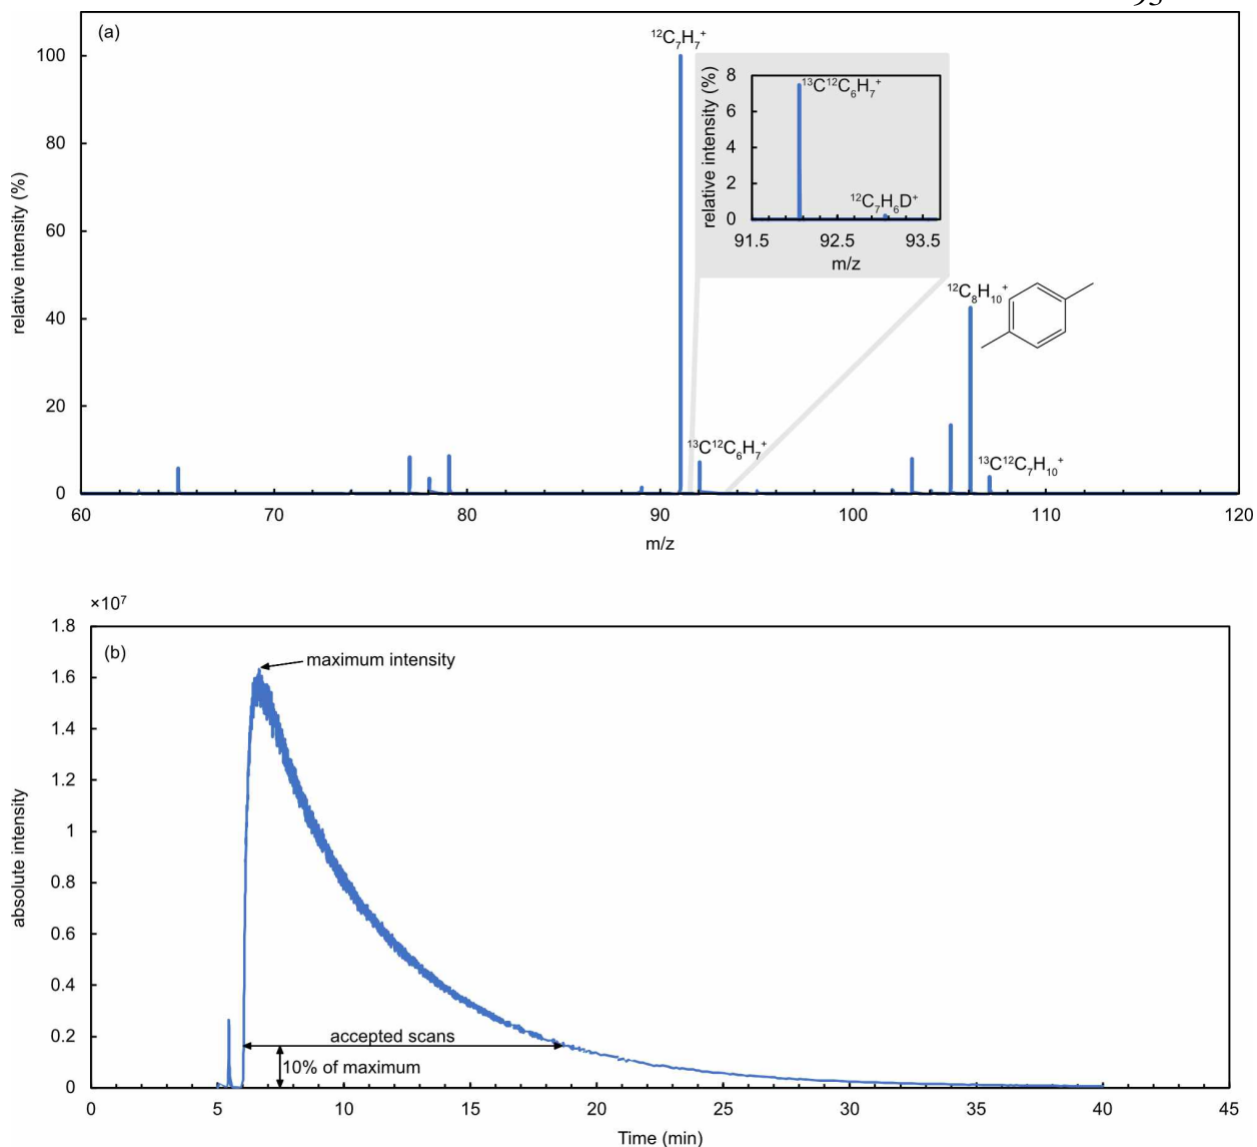 (a)
¹²C₇H₇⁺
100
80
60
40
20
0
relative intensity (%)
8
6
4
2
0
relative intensity (%)
¹³C¹²C₆H₇⁺
¹²C₇H₆D⁺
91.5 92.5 93.5
m/z
¹²C₈H₁₀⁺
¹³C¹²C₆H₇⁺
¹³C¹²C₇H₁₀⁺
60 70 80 90 100 110 120
m/z
×10⁷
(b)
1.8
1.6
1.4
1.2
1
0.8
0.6
0.4
0.2
0
absolute intensity
maximum intensity
accepted scans
10% of maximum
0 5 10 15 20 25 30 35 40 45
Time (min)